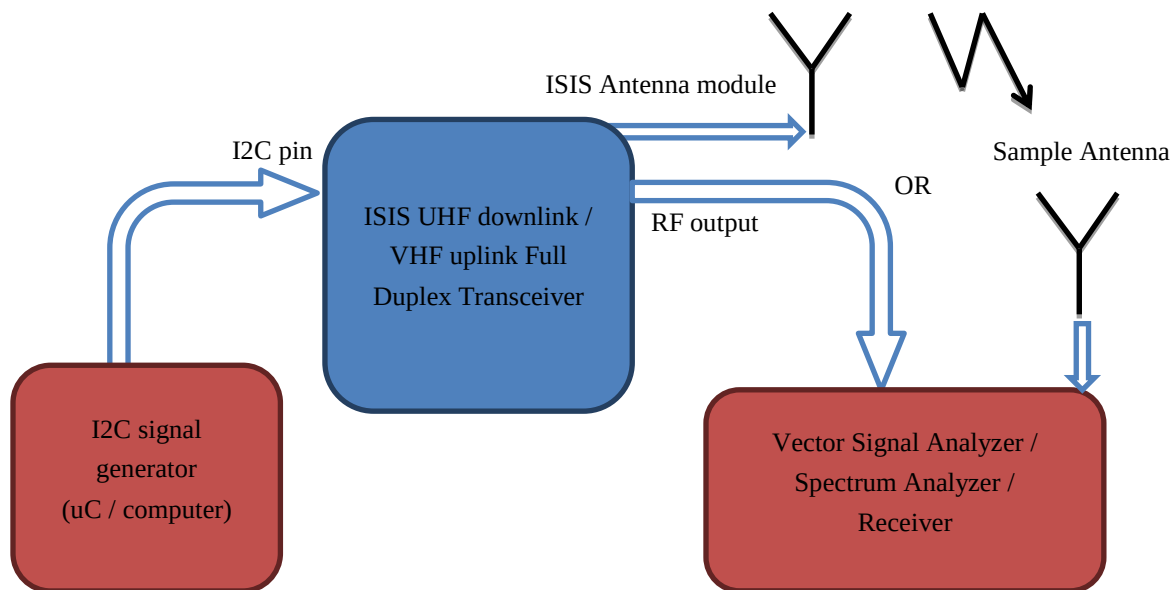 ISIS Antenna module
I2C pin
Sample Antenna
OR
ISIS UHF downlink /
VHF uplink Full
Duplex Transceiver
RF output
I2C signal
generator
(uC / computer)
Vector Signal Analyzer /
Spectrum Analyzer /
Receiver